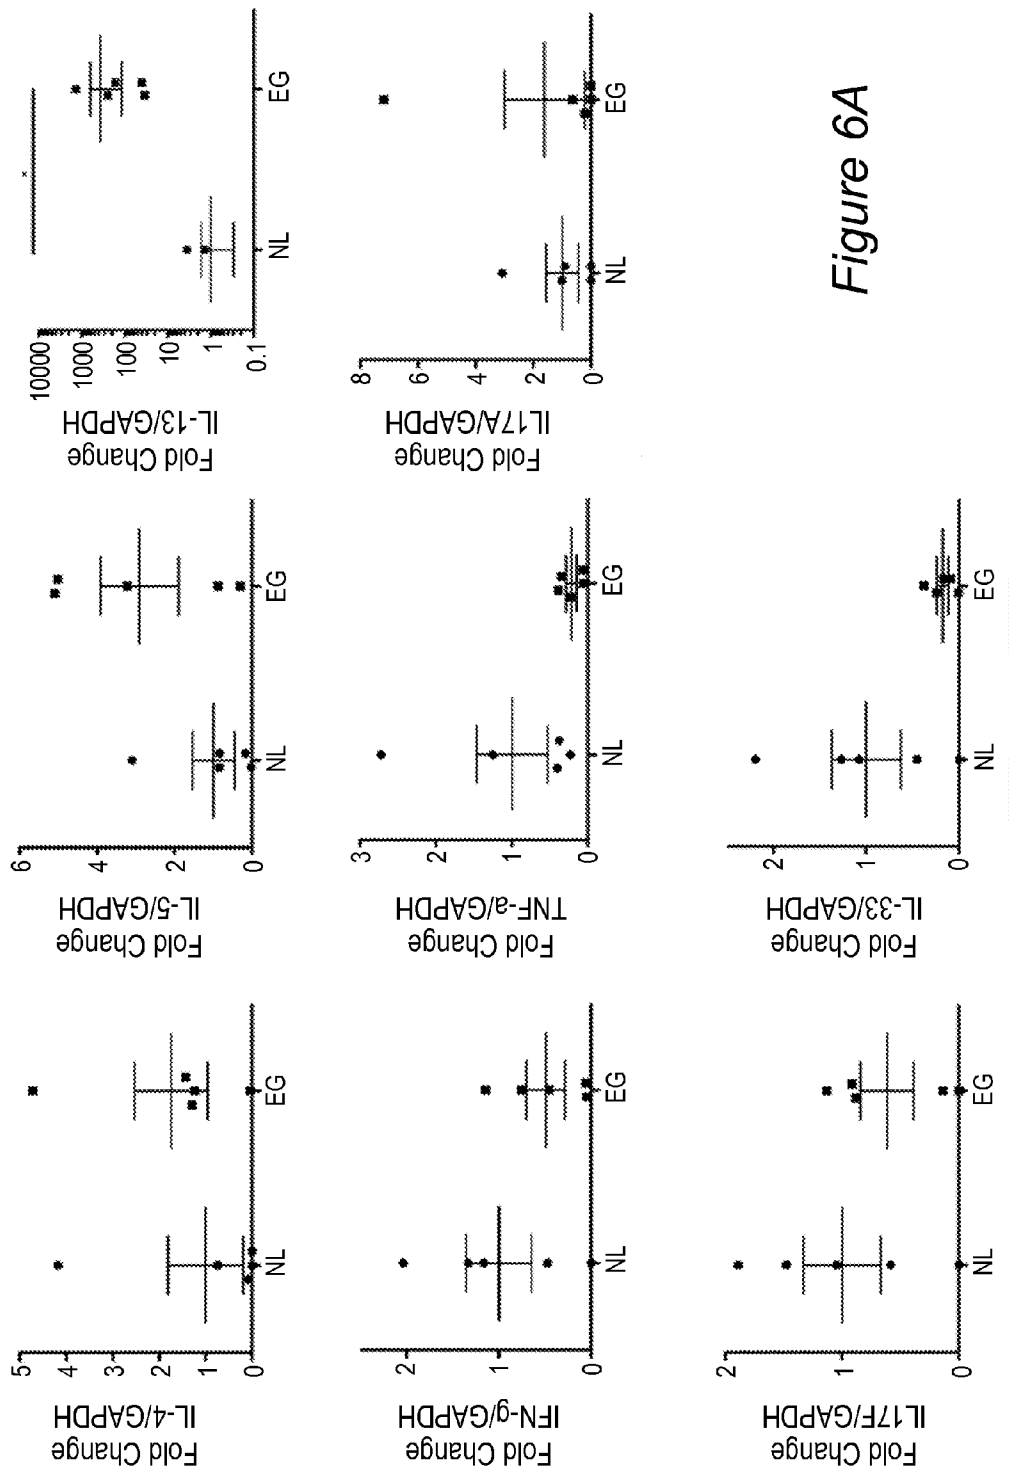 Fold Change
IL-4/GAPDH
5
4
3
2
1
0
NL
EG
Fold Change
IL-5/GAPDH
6
4
2
0
NL
EG
Fold Change
IL-13/GAPDH
10000
1000
100
10
1
0.1
*
NL
EG
Fold Change
IFN-g/GAPDH
2
1
0
NL
EG
Fold Change
TNF-a/GAPDH
3
2
1
0
NL
EG
Fold Change
IL17A/GAPDH
8
6
4
2
0
NL
EG
Fold Change
IL17F/GAPDH
2
1
0
NL
EG
Fold Change
IL-33/GAPDH
2
1
0
NL
EG
Figure 6A